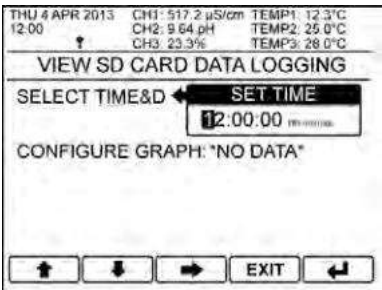 THU 4 APR 2013 CH1: 517.2 uS/cm TEMP1: 12.3°C
12:00 CH2: 9.64 pH TEMP2: 25.0°C
CH3: 23.3% TEMP3: 28.0°C
VIEW SD CARD DATA LOGGING
SELECT TIME&D SET TIME
12:00:00
CONFIGURE GRAPH: "NO DATA"
EXIT